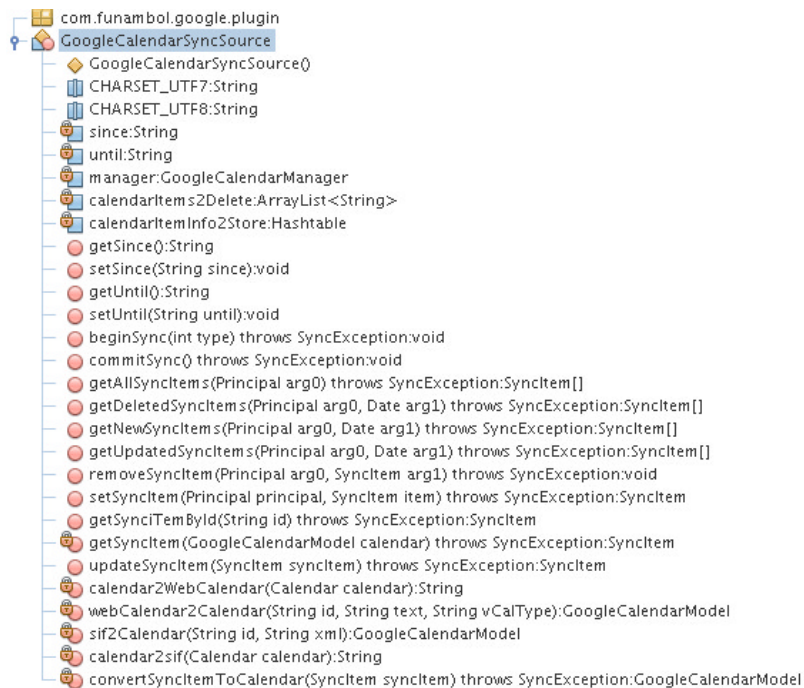 com.funambol.google.plugin
GoogleCalendarSyncSource
GoogleCalendarSyncSource()
CHARSET_UTF7:String
CHARSET_UTF8:String
since:String
until:String
manager:GoogleCalendarManager
calendarItems2Delete:ArrayList<String>
calendarItemInfo2Store:Hashtable
getSince():String
setSince(String since):void
getUntil():String
setUntil(String until):void
beginSync(int type) throws SyncException:void
commitSync() throws SyncException:void
getAllSyncItems(Principal arg0) throws SyncException:SyncItem[]
getDeletedSyncItems(Principal arg0, Date arg1) throws SyncException:SyncItem[]
getNewSyncItems(Principal arg0, Date arg1) throws SyncException:SyncItem[]
getUpdatedSyncItems(Principal arg0, Date arg1) throws SyncException:SyncItem[]
removeSyncItem(Principal arg0, SyncItem arg1) throws SyncException:void
setSyncItem(Principal principal, SyncItem item) throws SyncException:SyncItem
getSynciTemById(String id) throws SyncException:SyncItem
getSyncItem(GoogleCalendarModel calendar) throws SyncException:SyncItem
updateSyncItem(SyncItem syncItem) throws SyncException:SyncItem
calendar2WebCalendar(Calendar calendar):String
webCalendar2Calendar(String id, String text, String vCalType):GoogleCalendarModel
sif2Calendar(String id, String xml):GoogleCalendarModel
calendar2sif(Calendar calendar):String
convertSyncItemToCalendar(SyncItem syncItem) throws SyncException:GoogleCalendarModel